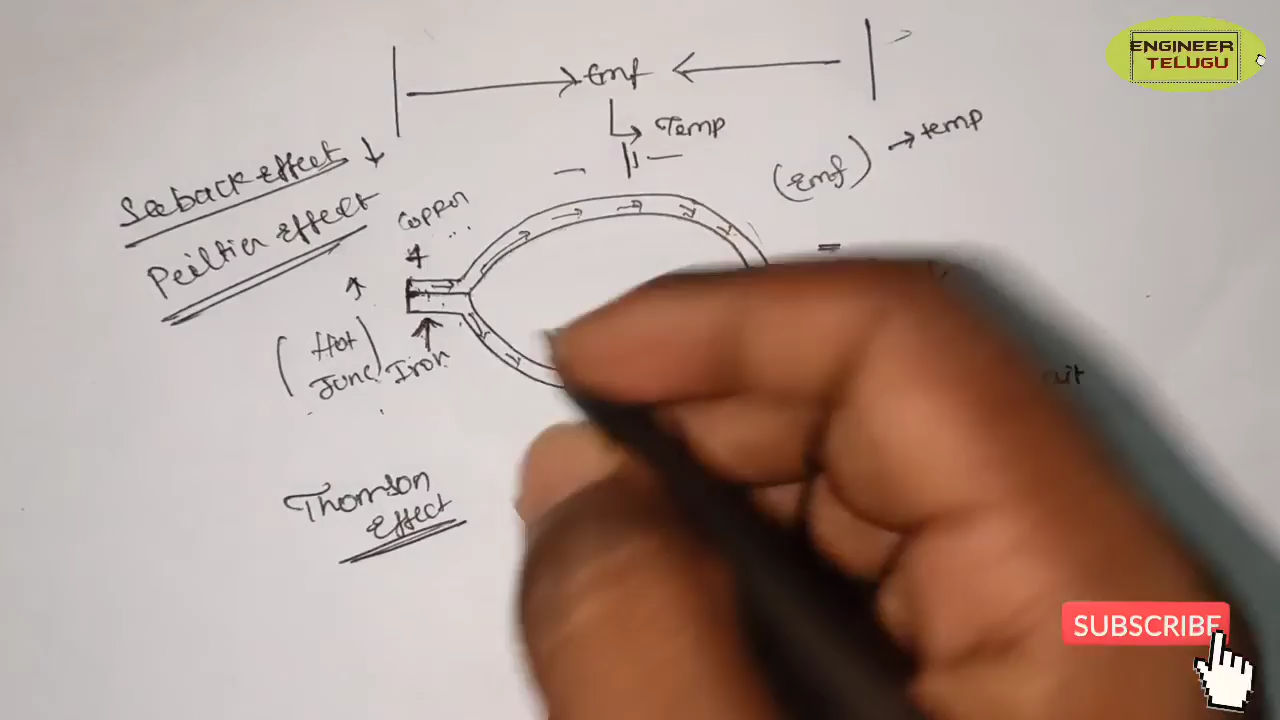 ENGINEER
TELUGU
Emf
Temp
(Emf) → temp
Seeback effect ↓
Peiltier effect
Copper
(Hot
Junc)
Iron
Thomson
effect
SUBSCRIBE